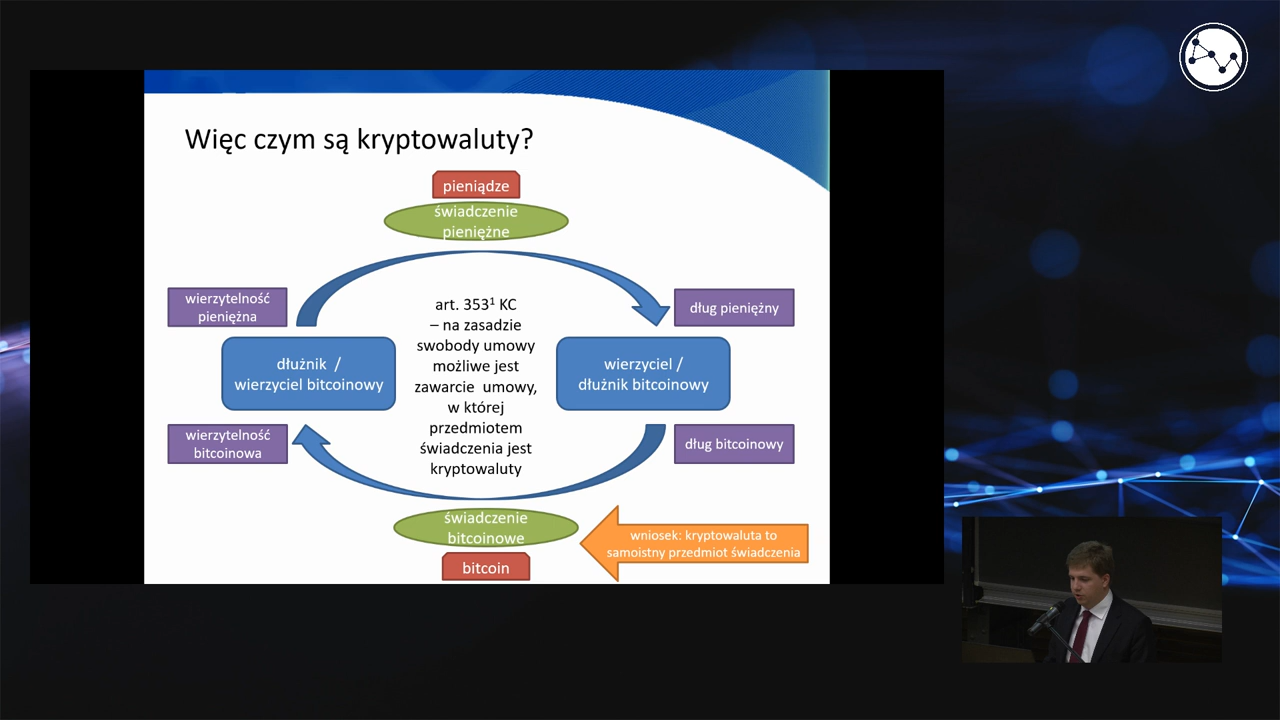 Więc czym są kryptowaluty?
pieniądze
świadczenie
pieniężne
wierzytelność
pieniężna
dług pieniężny
dłużnik /
wierzyciel bitcoinowy
art. 353¹ KC
– na zasadzie
swobody umowy
możliwe jest
zawarcie umowy,
w której
przedmiotem
świadczenia jest
kryptowaluty
wierzyciel /
dłużnik bitcoinowy
wierzytelność
bitcoinowa
dług bitcoinowy
świadczenie
bitcoinowe
bitcoin
wniosek: kryptowaluta to
samoistny przedmiot świadczenia